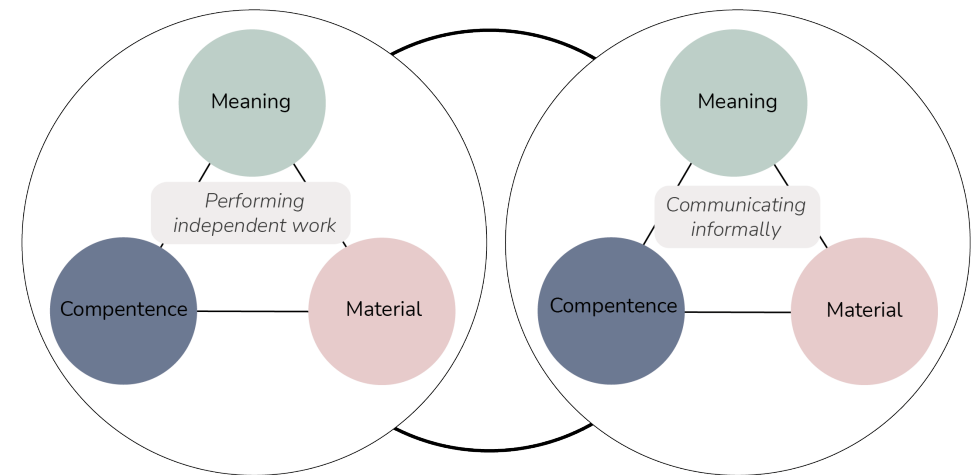 Meaning
Performing
independent work
Compentence
Material
Meaning
Communicating
informally
Compentence
Material